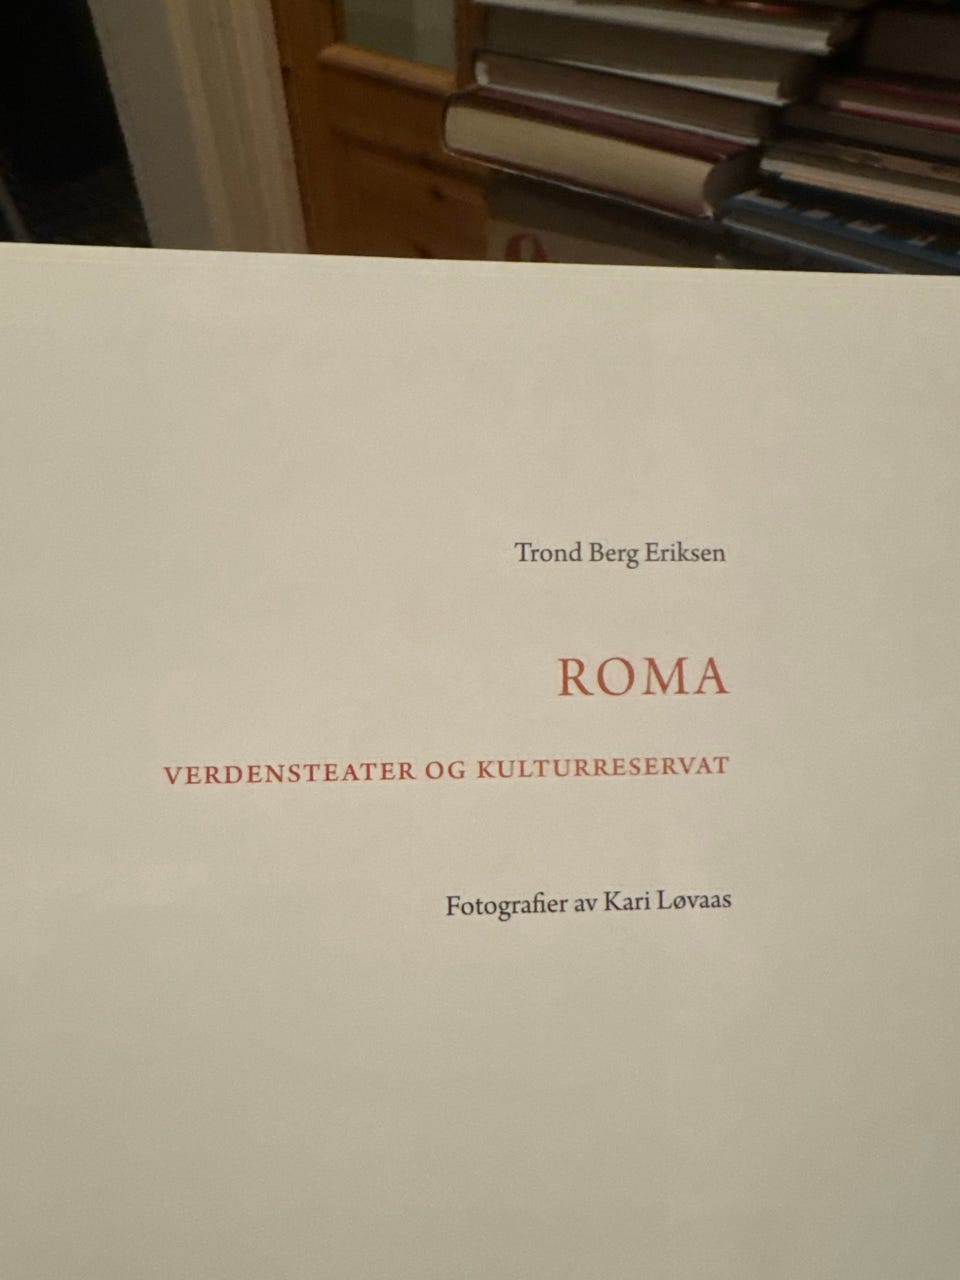 Trond Berg Eriksen
ROMA
VERDENSTEATER OG KULTURRESERVAT
Fotografier av Kari Løvaas